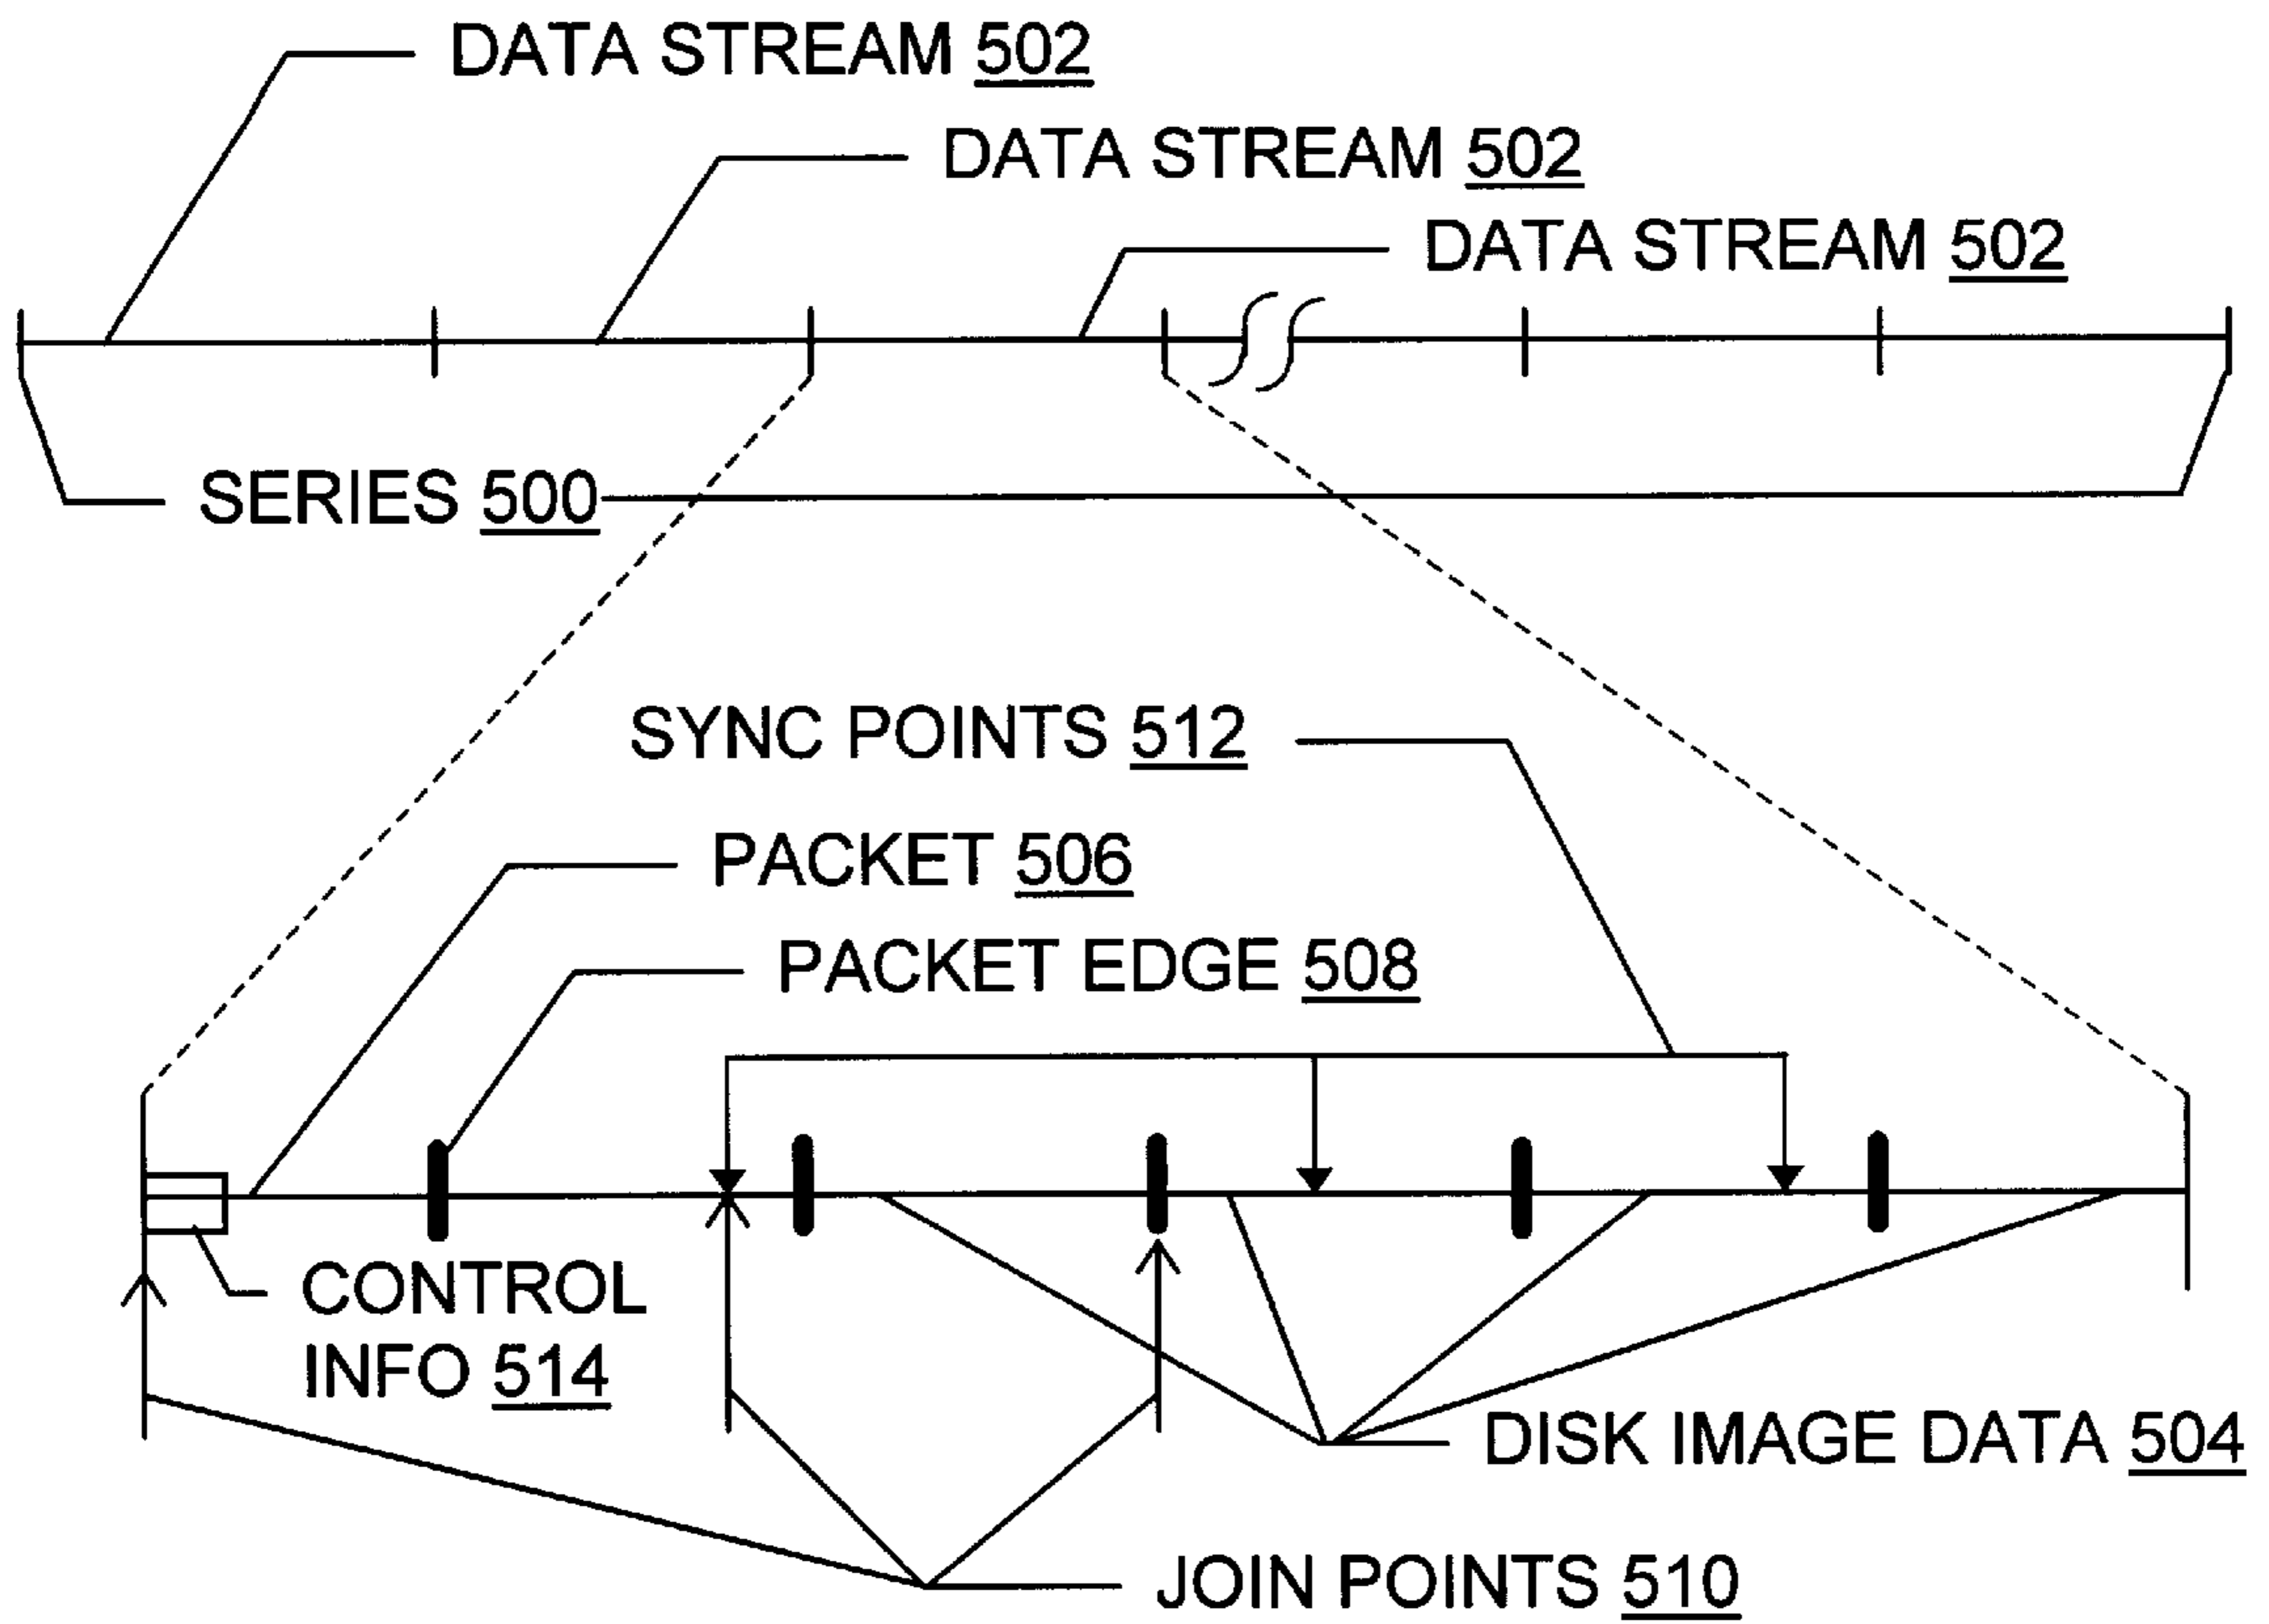 DATA STREAM 502
DATA STREAM 502
DATA STREAM 502
SERIES 500
SYNC POINTS 512
PACKET 506
PACKET EDGE 508
CONTROL
INFO 514
DISK IMAGE DATA 504
JOIN POINTS 510